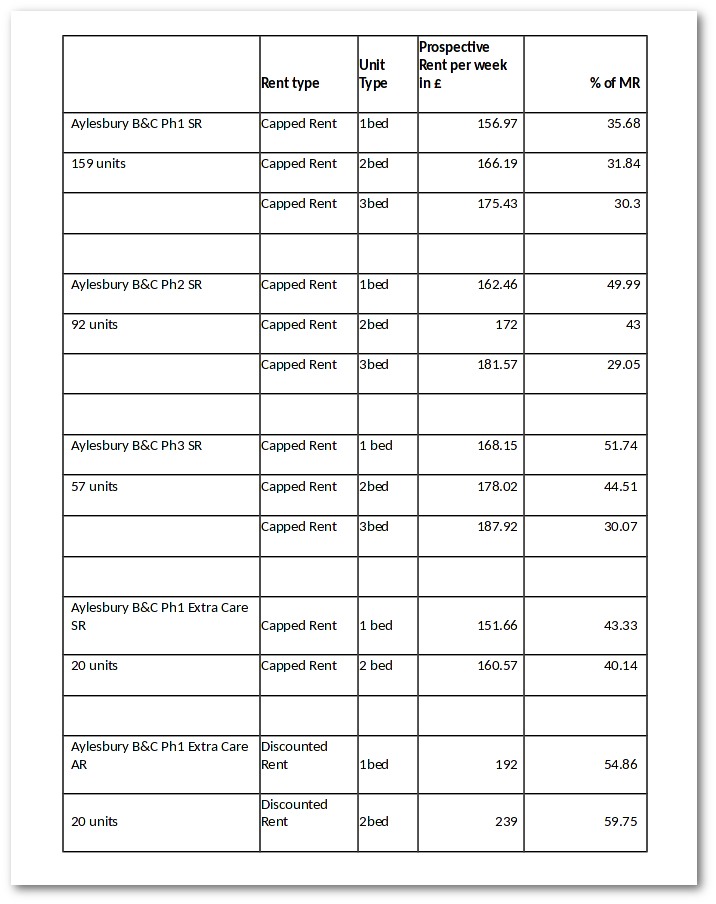 Rent type Unit Type Prospective Rent per week in £ % of MR
Aylesbury B&C Ph1 SR Capped Rent 1bed 156.97 35.68
159 units Capped Rent 2bed 166.19 31.84
Capped Rent 3bed 175.43 30.3
Aylesbury B&C Ph2 SR Capped Rent 1bed 162.46 49.99
92 units Capped Rent 2bed 172 43
Capped Rent 3bed 181.57 29.05
Aylesbury B&C Ph3 SR Capped Rent 1 bed 168.15 51.74
57 units Capped Rent 2bed 178.02 44.51
Capped Rent 3bed 187.92 30.07
Aylesbury B&C Ph1 Extra Care
SR Capped Rent 1 bed 151.66 43.33
20 units Capped Rent 2 bed 160.57 40.14
Aylesbury B&C Ph1 Extra Care Discounted
AR Rent 1bed 192 54.86
Discounted
20 units Rent 2bed 239 59.75